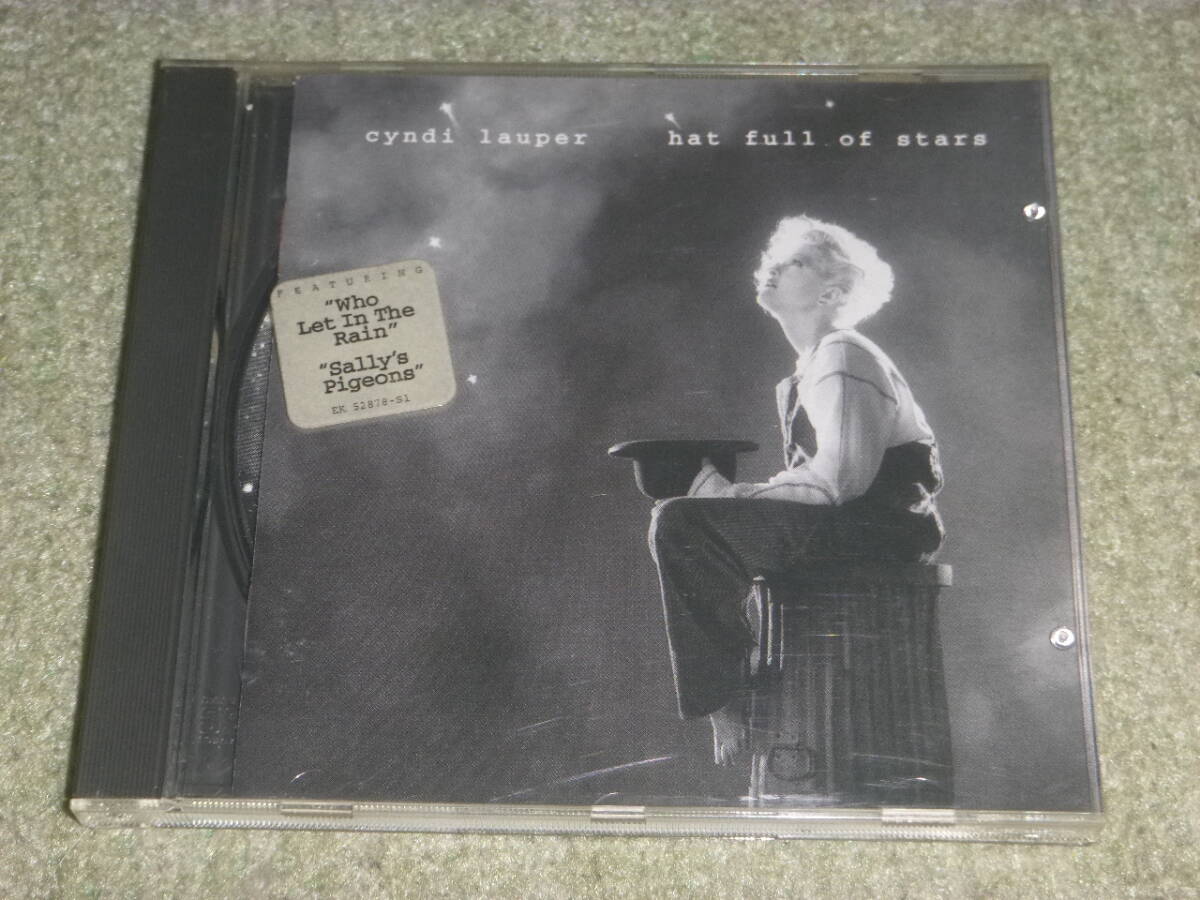 cyndi lauper hat full of stars
FEATURING
"Who
Let In The
Rain"
"Sally's
Pigeons"
EK 52878-S1